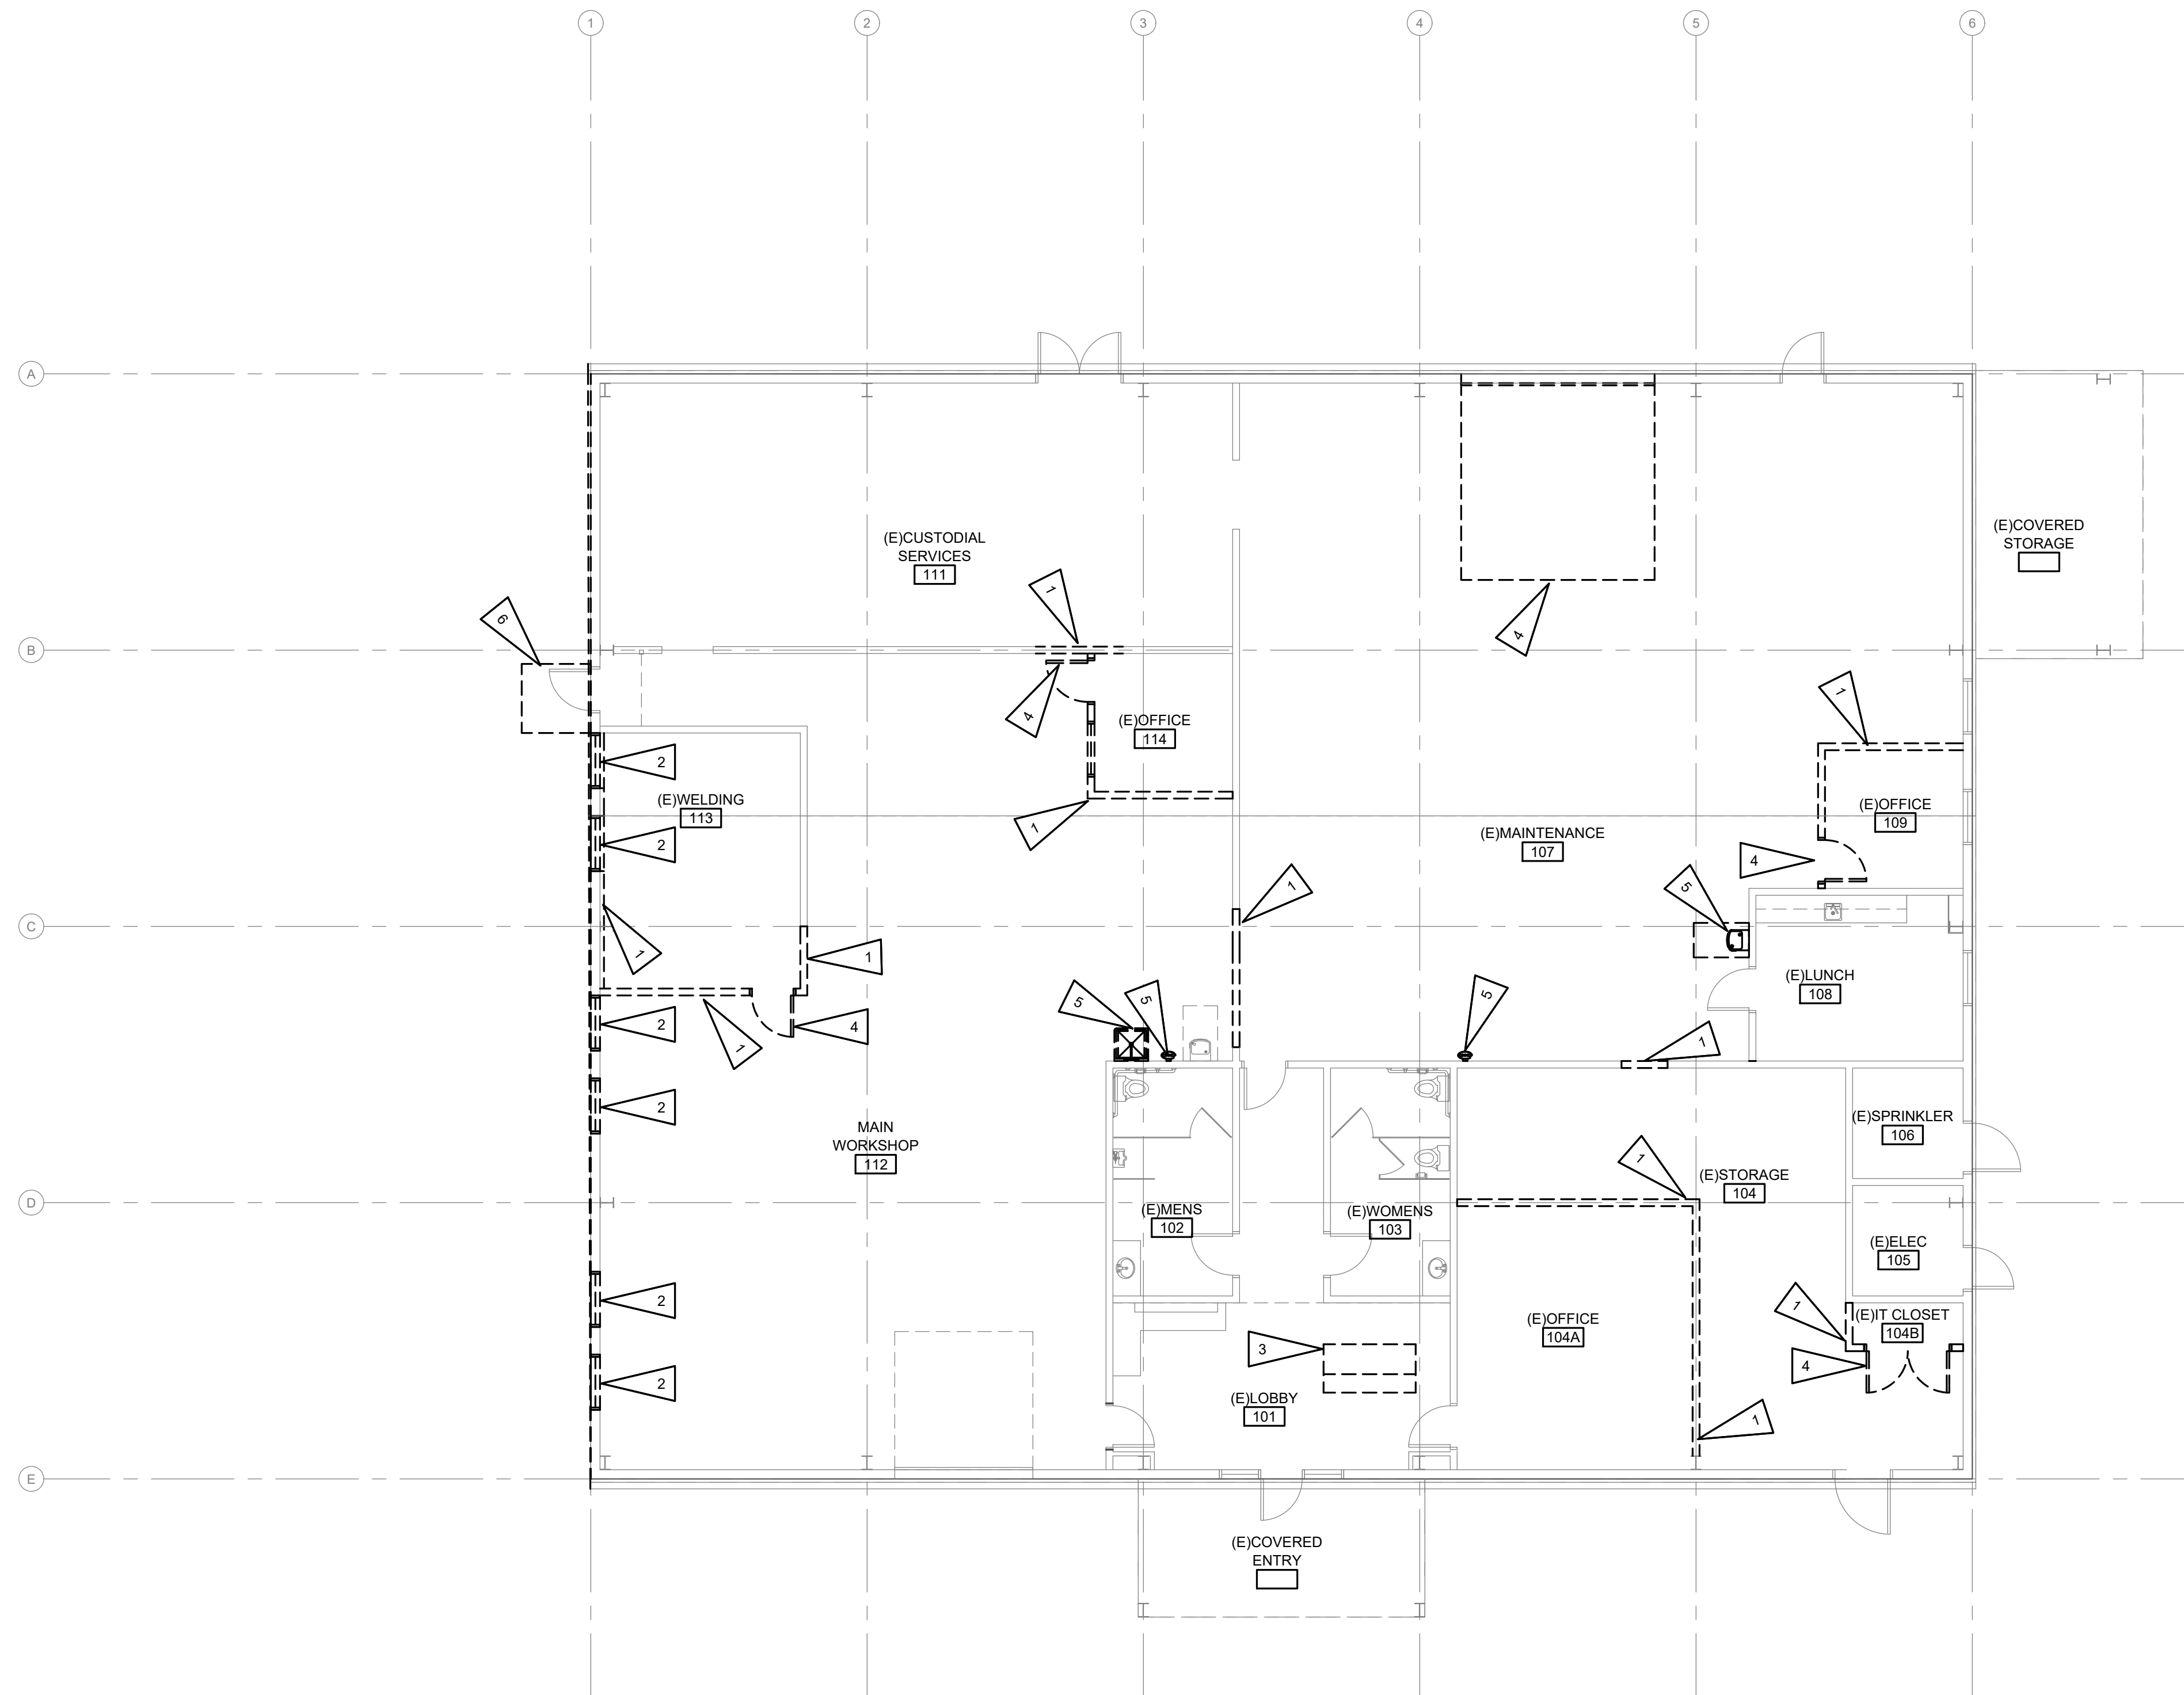 1
2
3
4
5
6
A
(E)CUSTODIAL
SERVICES
111
(E)COVERED
STORAGE
1
6
4
B
1
4
(E)OFFICE
114
2
(E)WELDING
113
(E)OFFICE
109
1
(E)MAINTENANCE
107
2
4
1
5
C
1
1
(E)LUNCH
108
5
5
5
2
4
1
1
2
MAIN
WORKSHOP
112
(E)SPRINKLER
106
1
(E)STORAGE
104
D
(E)MENS
102
(E)WOMENS
103
(E)ELEC
105
2
1
(E)IT CLOSET
104B
(E)OFFICE
104A
3
4
2
(E)LOBBY
101
1
E
(E)COVERED
ENTRY